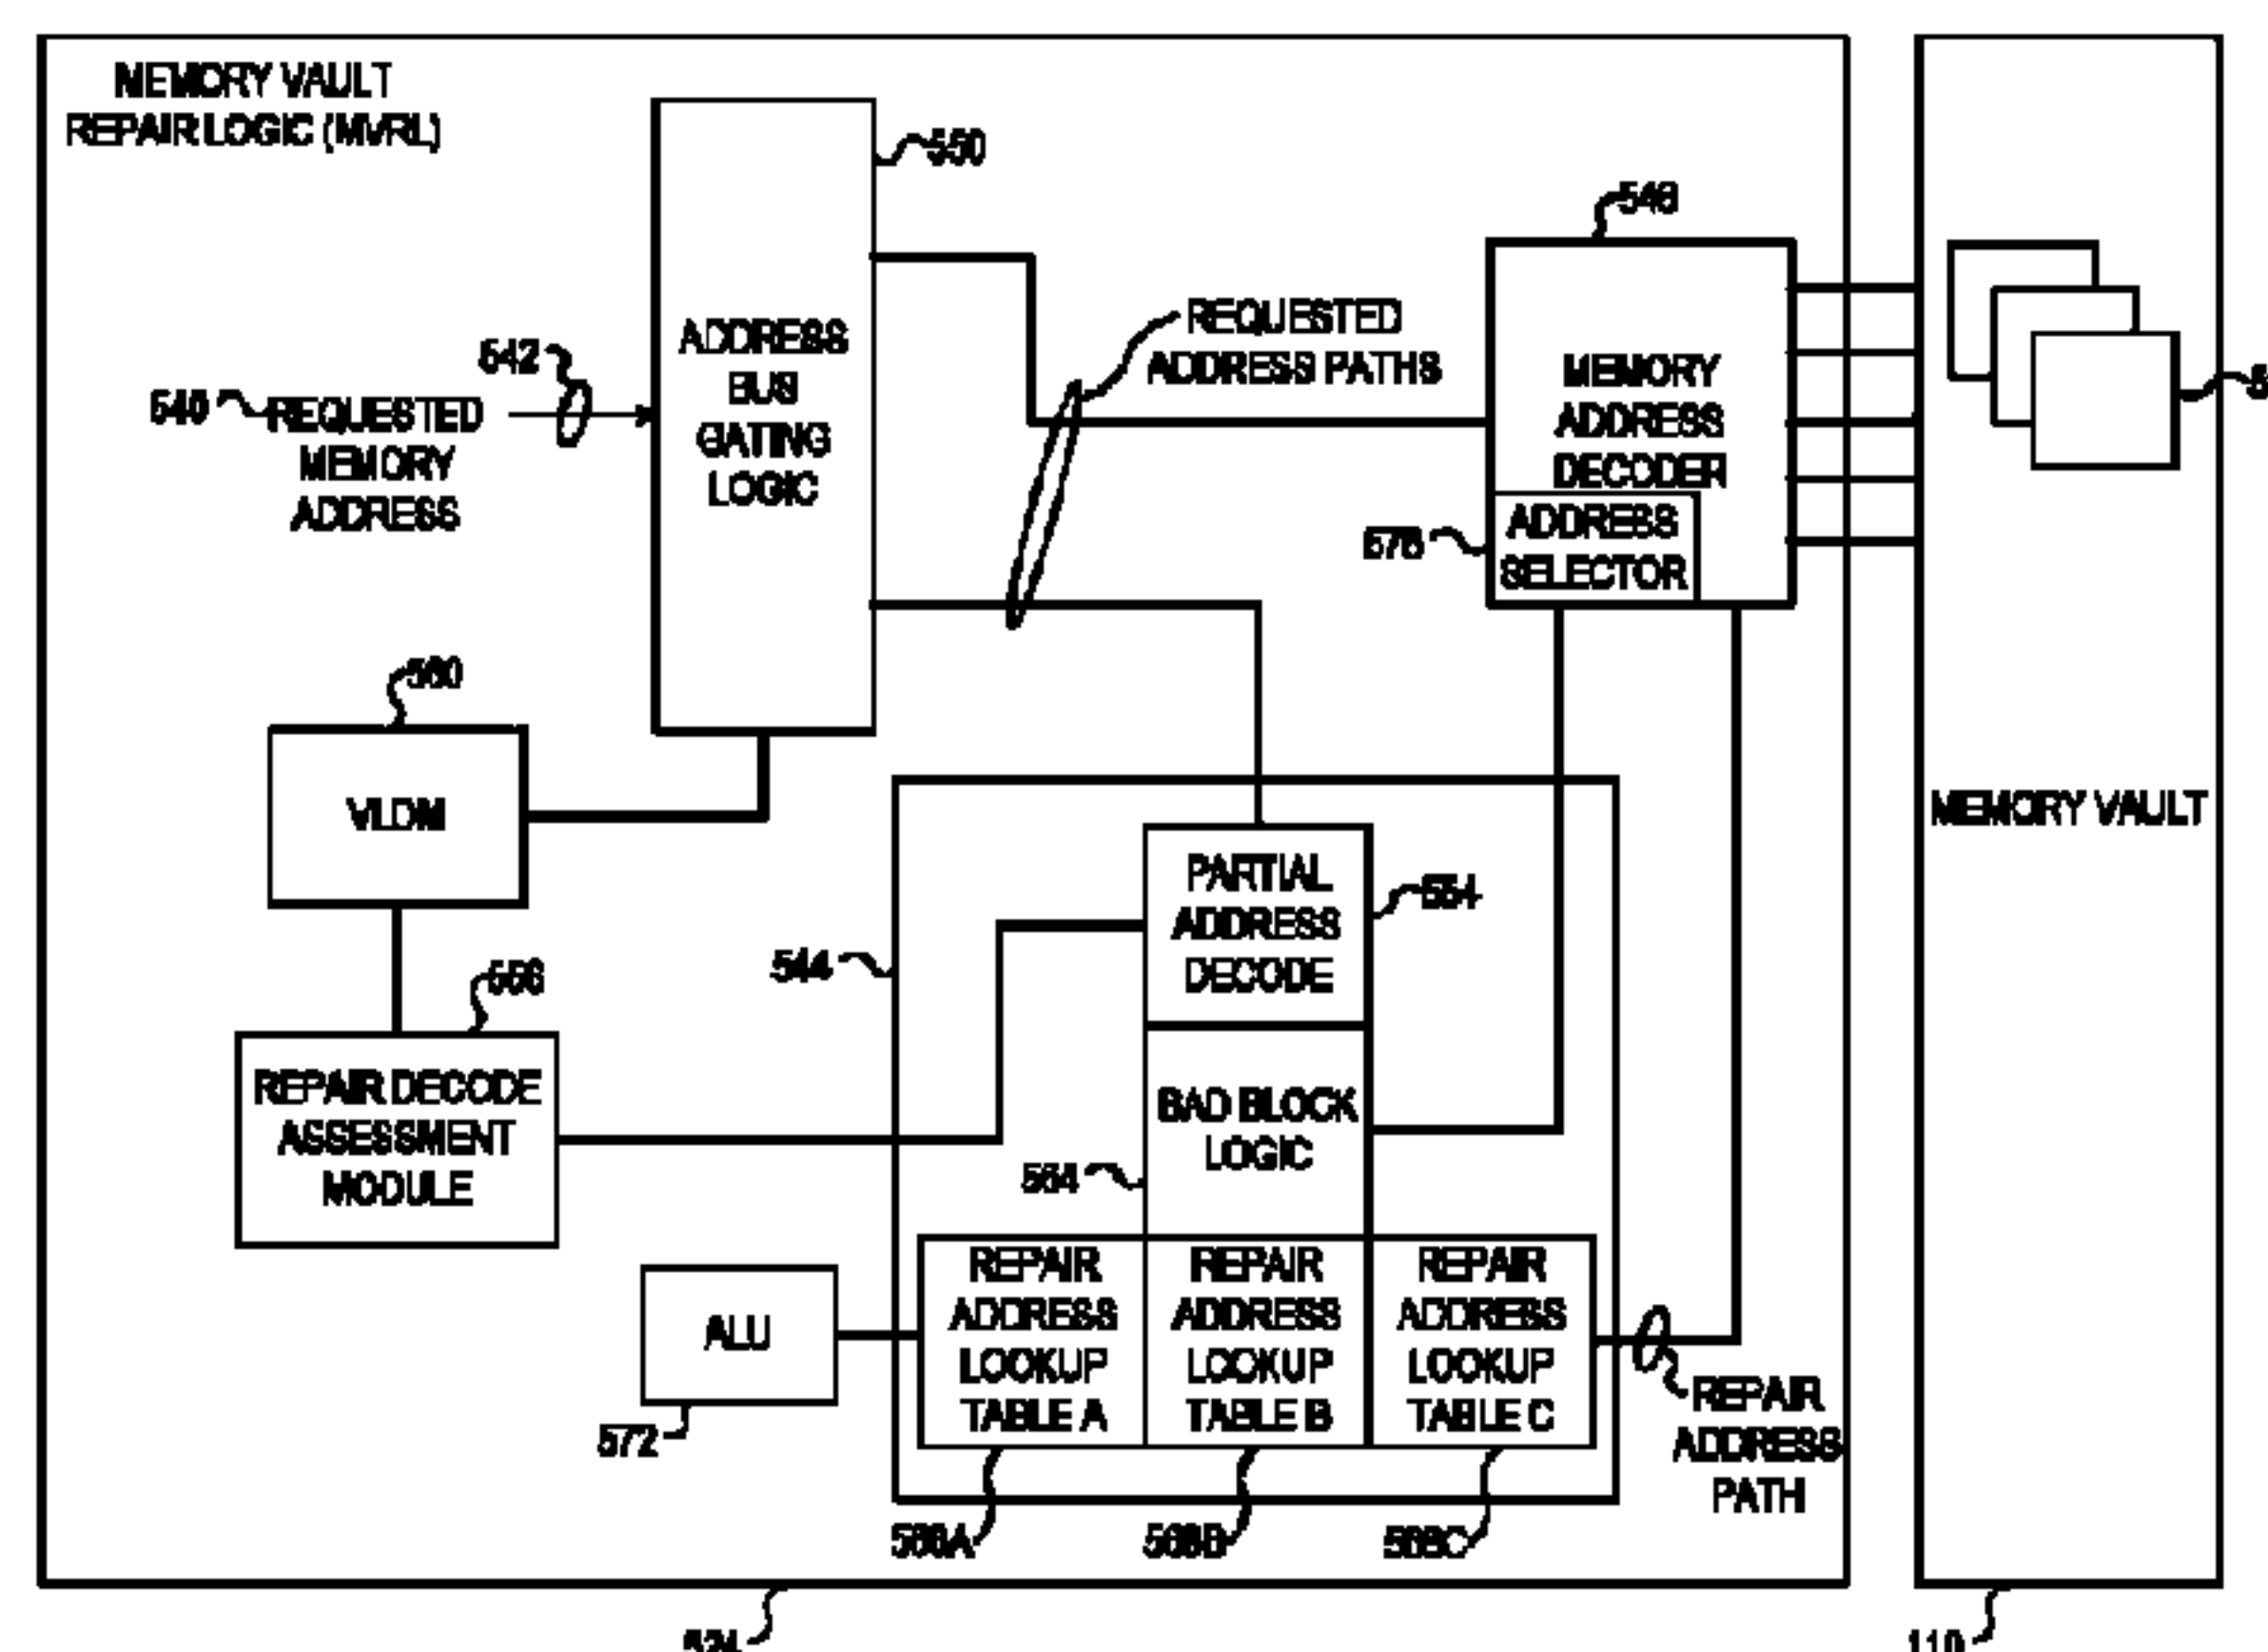 MEMORY VAULT
REPAIR LOGIC (MVRL)
550
546
542
540
REQUESTED
MEMORY
ADDRESS
ADDRESS
BUS
GATING
LOGIC
REQUESTED
ADDRESS PATHS
MEMORY
ADDRESS
DECODER
576
ADDRESS
SELECTOR
560
VLDM
MEMORY VAULT
PARTIAL
ADDRESS
DECODE
554
544
556
REPAIR DECODE
ASSESSMENT
MODULE
BAD BLOCK
LOGIC
564
ALU
572
REPAIR
ADDRESS
LOOKUP
TABLE A
REPAIR
ADDRESS
LOOKUP
TABLE B
REPAIR
ADDRESS
LOOKUP
TABLE C
REPAIR
ADDRESS
PATH
568A
568B
568C